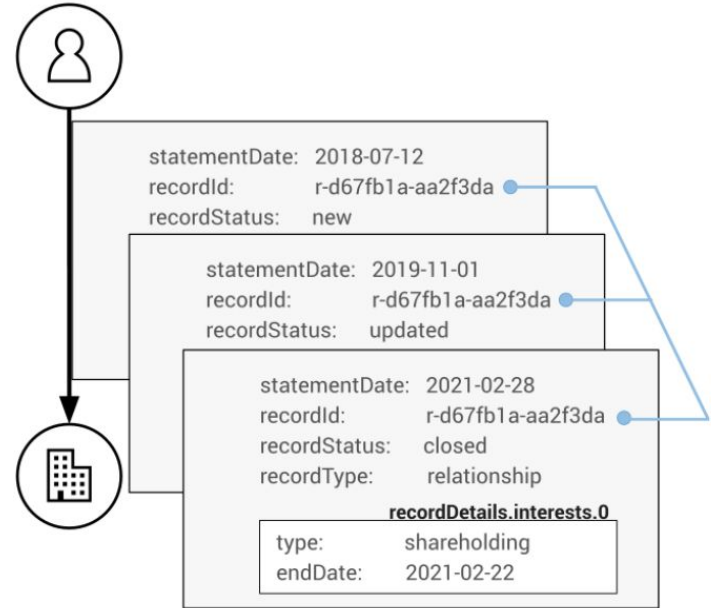 statementDate: 2018-07-12
recordId: r-d67fb1a-aa2f3da
recordStatus: new
statementDate: 2019-11-01
recordId: r-d67fb1a-aa2f3da
recordStatus: updated
statementDate: 2021-02-28
recordId: r-d67fb1a-aa2f3da
recordStatus: closed
recordType: relationship
recordDetails.interests.0
type: shareholding
endDate: 2021-02-22